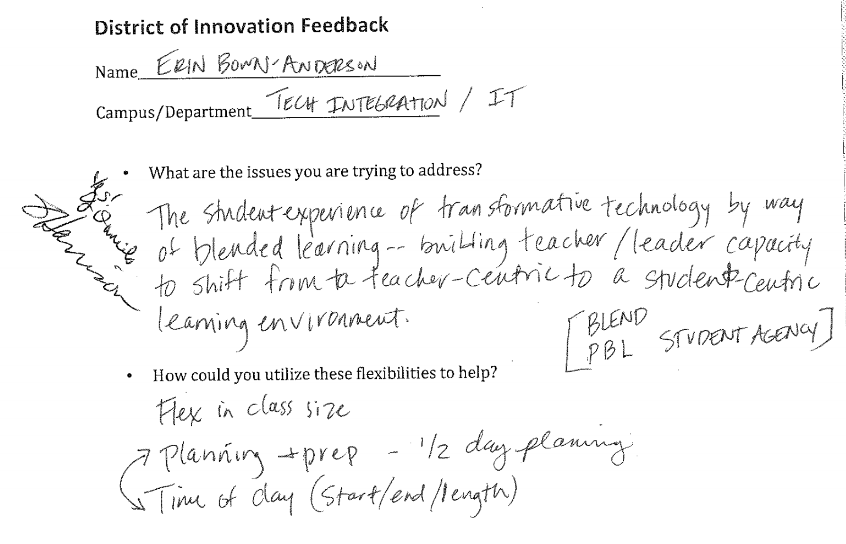 District of Innovation Feedback
Name ERIN BOWN-ANDERSON
Campus/Department TECH INTEGRATION / IT
• What are the issues you are trying to address?
Yes!
The student experience of transformative technology by way
of blended learning -- building teacher/leader capacity
to shift from a teacher-centric to a student-centric
learning environment.
[BLEND
PBL STUDENT AGENCY]
• How could you utilize these flexibilities to help?
Flex in class size
Planning + prep - 1/2 day planning
Time of day (Start/end/length)